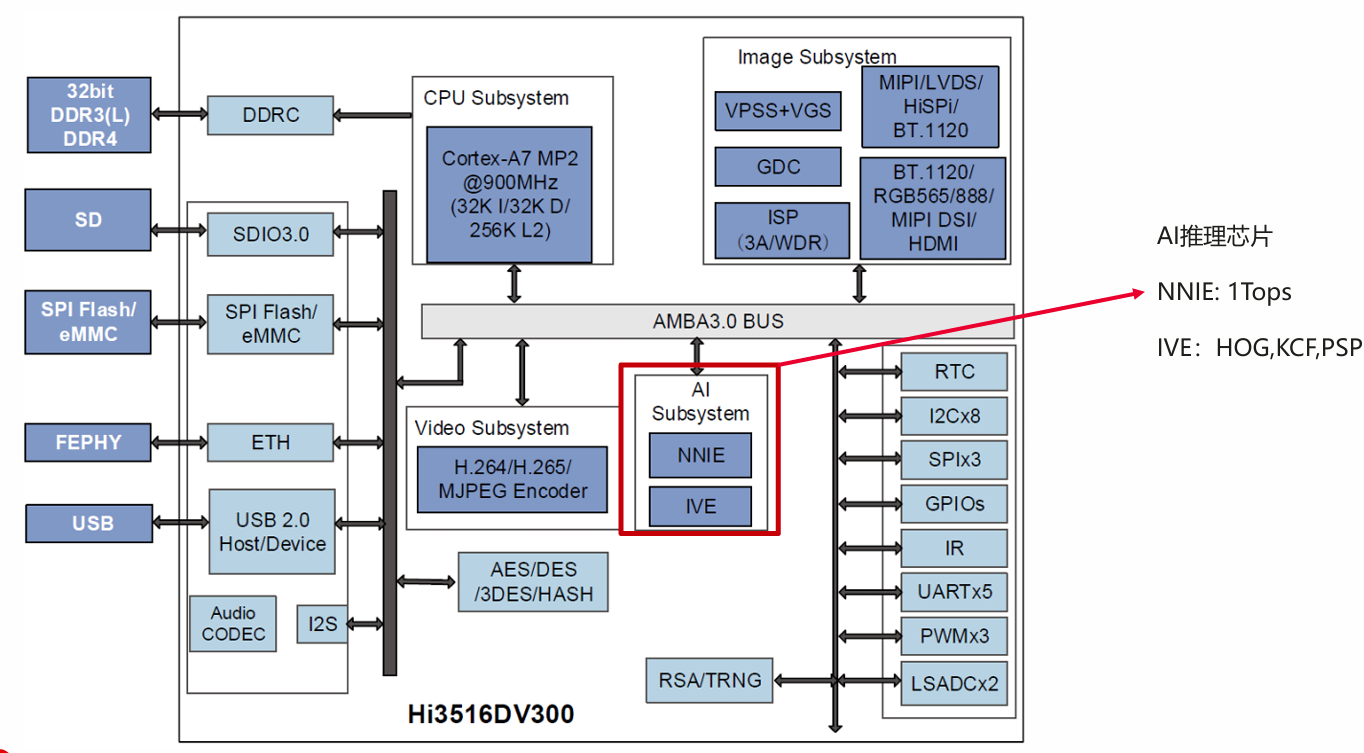 32bit
DDR3(L)
DDR4
SD
SPI Flash/
eMMC
FEPHY
USB
DDRC
SDIO3.0
SPI Flash/
eMMC
ETH
USB 2.0
Host/Device
Audio
CODEC
I2S
CPU Subsystem
Cortex-A7 MP2
@900MHz
(32K I/32K D/
256K L2)
Image Subsystem
VPSS+VGS
GDC
ISP
(3A/WDR)
MIPI/LVDS/
HiSPi/
BT.1120
BT.1120/
RGB565/888/
MIPI DSI/
HDMI
AMBA3.0 BUS
Video Subsystem
H.264/H.265/
MJPEG Encoder
AI
Subsystem
NNIE
IVE
AES/DES
/3DES/HASH
RSA/TRNG
RTC
I2Cx8
SPIx3
GPIOs
IR
UARTx5
PWMx3
LSADCx2
Hi3516DV300
AI推理芯片
NNIE: 1Tops
IVE：HOG,KCF,PSP